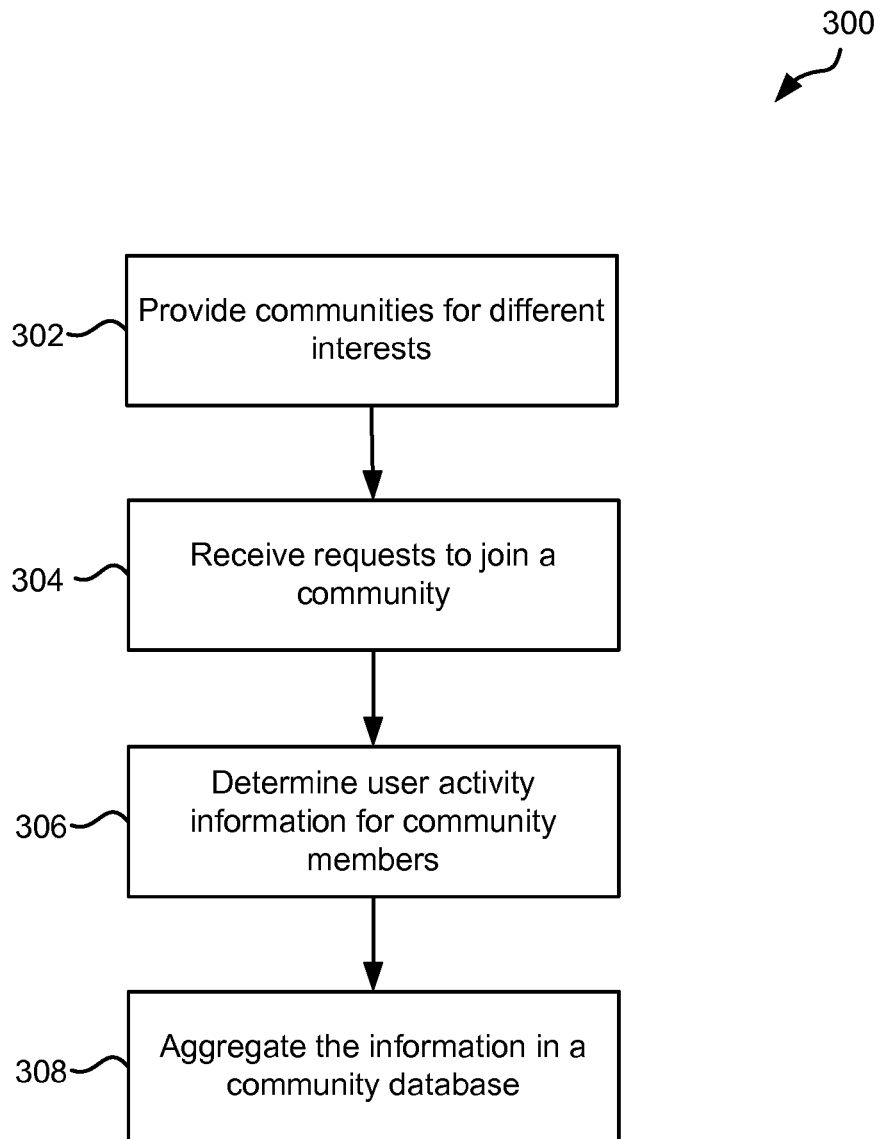 300
302
Provide communities for different
interests
304
Receive requests to join a
community
306
Determine user activity
information for community
members
308
Aggregate the information in a
community database